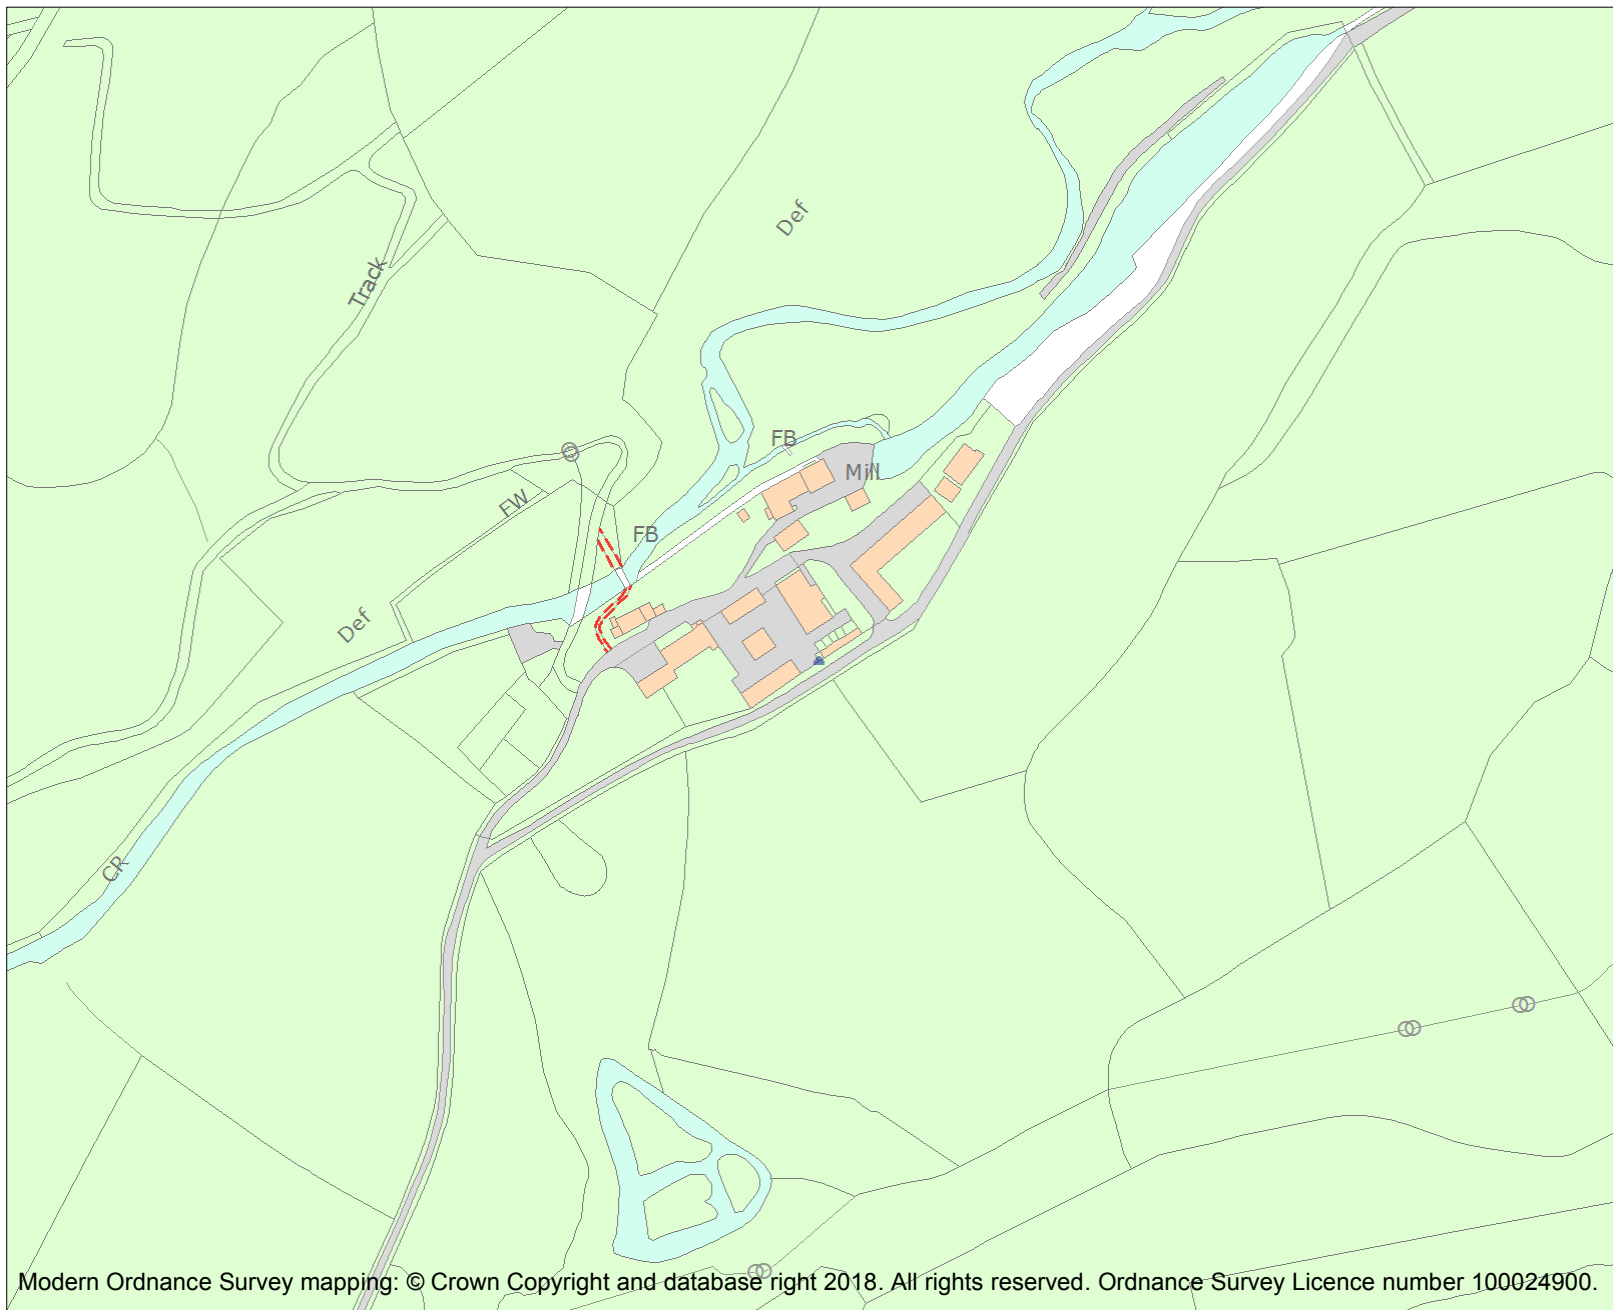 Def
Track
FB
Mill
FW
FB
Def
CR
Modern Ordnance Survey mapping: © Crown Copyright and database right 2018. All rights reserved. Ordnance Survey Licence number 100024900.